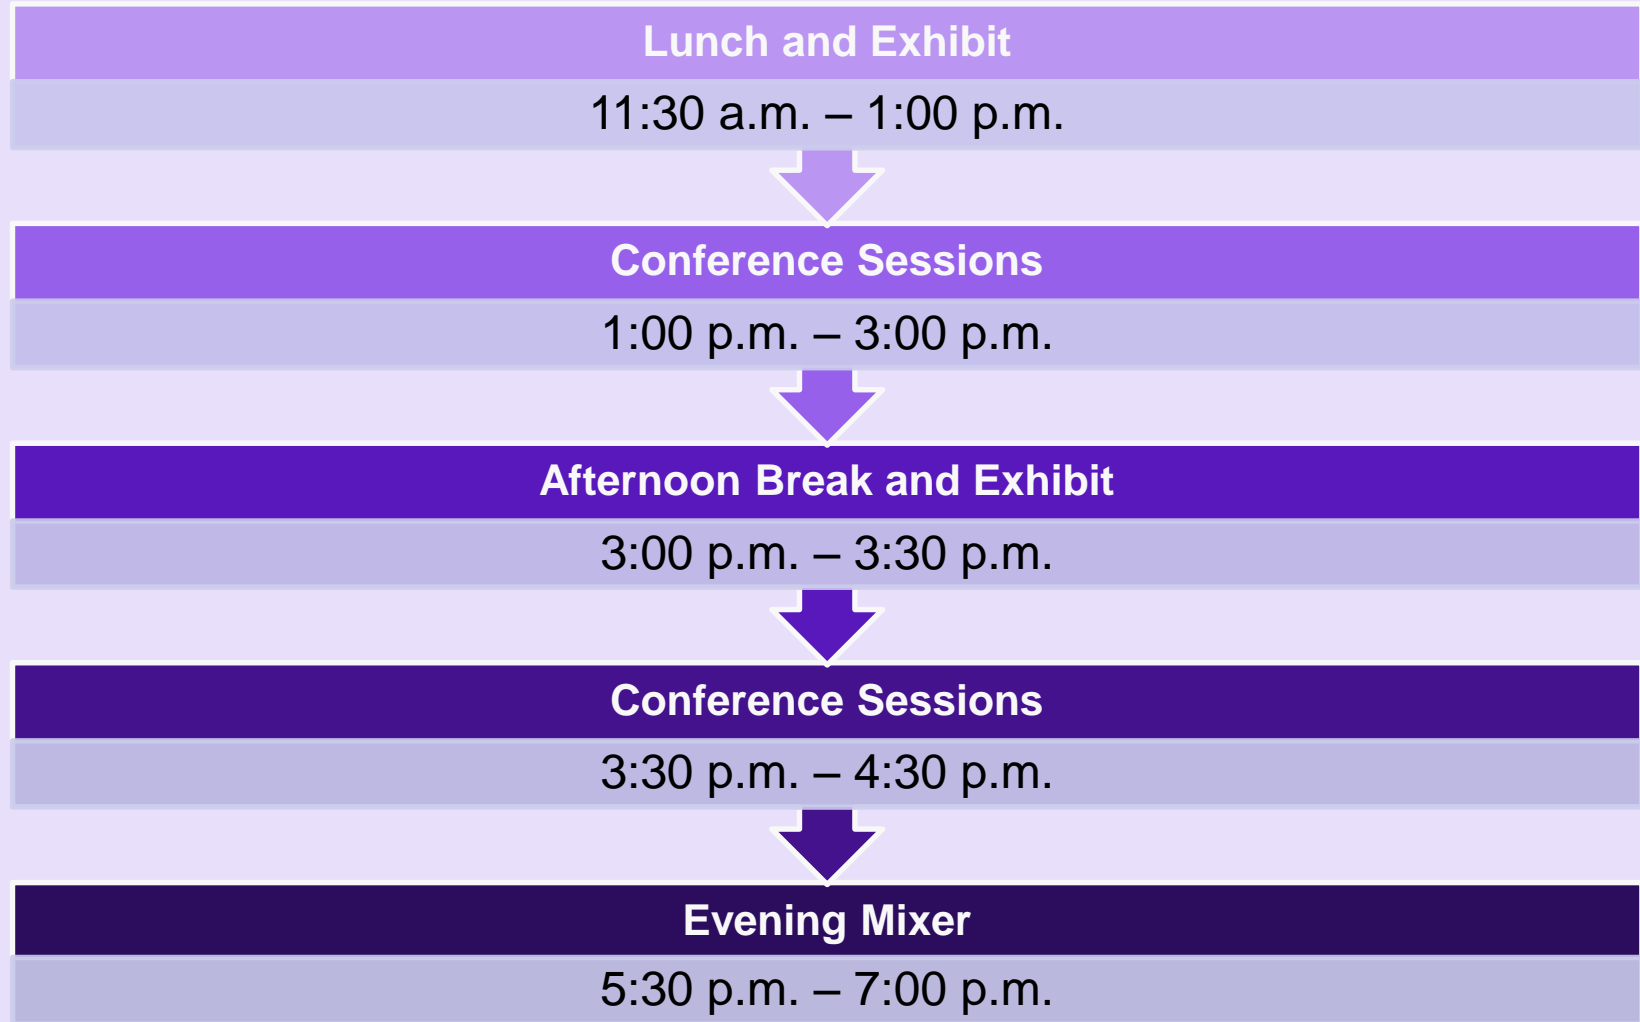 Lunch and Exhibit
11:30 a.m. – 1:00 p.m.
Conference Sessions
1:00 p.m. – 3:00 p.m.
Afternoon Break and Exhibit
3:00 p.m. – 3:30 p.m.
Conference Sessions
3:30 p.m. – 4:30 p.m.
Evening Mixer
5:30 p.m. – 7:00 p.m.